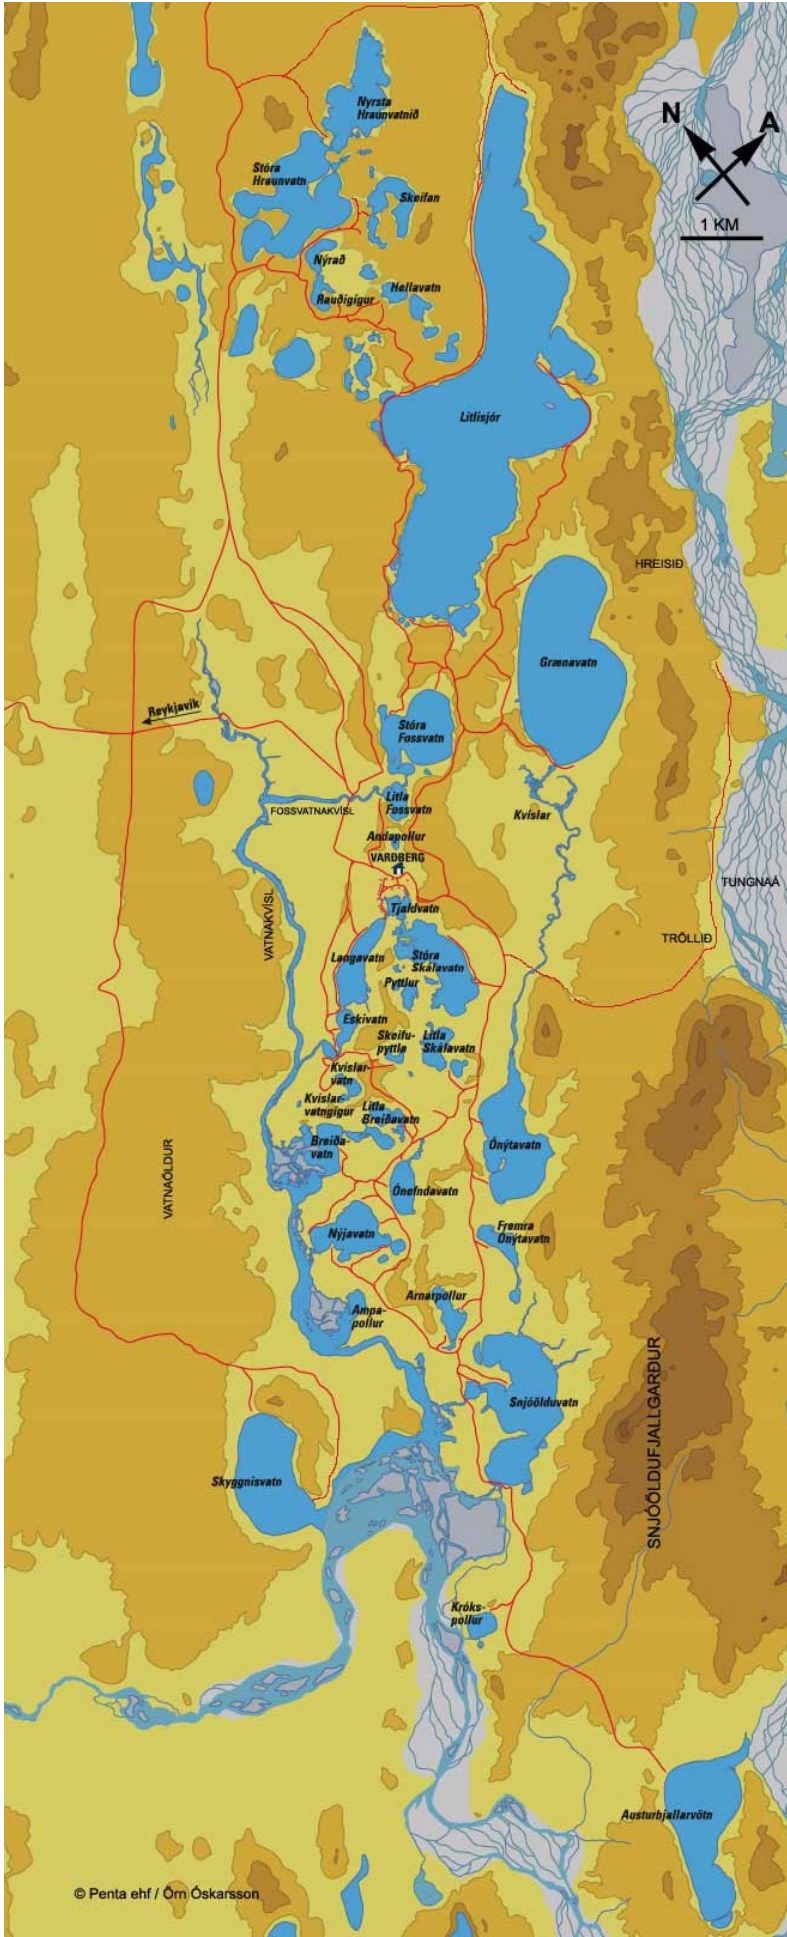 Nyrsta
Hraunvatnið
N
A
Stóra
Hraunvatn
Skeifan
1 KM
Nýrað
Hellavatn
Rauðigígur
Litlisjór
HREISIÐ
Grænavatn
Reykjavík
Stóra
Fossvatn
Litla
Fossvatn
FOSSVATNAKVÍSL
Kvíslar
Andapollur
VARÐBERG
TUNGNAÁ
Tjaldvatn
VATNAKVÍSL
TRÖLLIÐ
Langavatn
Stóra
Skálavatn
Pyttlur
Eskivatn
Skeifu-
pyttla
Litla
Skálavatn
Kvíslar-
vatn
Kvíslar-
vatngígur
Litla
Breiðavatn
Breiða-
vatn
Ónýtavatn
VATNAÖLDUR
Ónefndavatn
Nýjavatn
Fremra
Ónýtavatn
Arnarpollur
Ampa-
pollur
Snjóölduvatn
SNJÓÖLDUFJALLGARÐUR
Skyggnisvatn
Króks-
pollur
Austurbjallarvötn
© Penta ehf / Örn Óskarsson